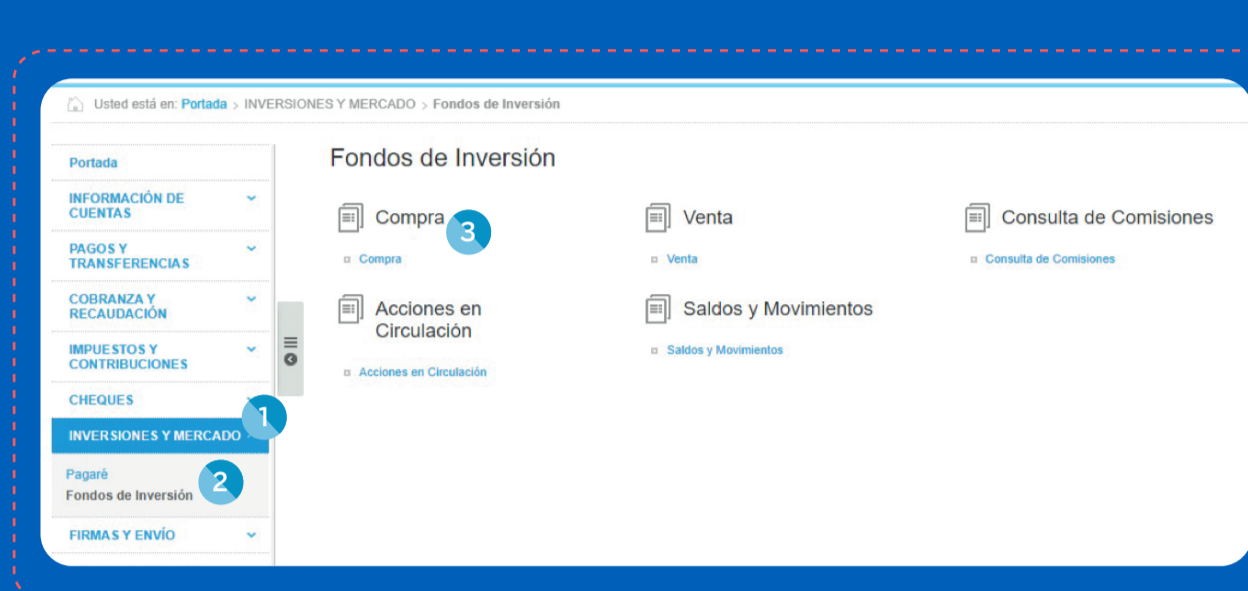 Usted está en: Portada > INVERSIONES Y MERCADO > Fondos de Inversión
Portada
INFORMACIÓN DE
CUENTAS
PAGOS Y
TRANSFERENCIAS
COBRANZA Y
RECAUDACIÓN
IMPUESTOS Y
CONTRIBUCIONES
CHEQUES
1
INVERSIONES Y MERCADO
Pagaré
2
Fondos de Inversión
FIRMAS Y ENVÍO
Fondos de Inversión
Compra
3
Compra
Venta
Venta
Consulta de Comisiones
Consulta de Comisiones
Acciones en
Circulación
Acciones en Circulación
Saldos y Movimientos
Saldos y Movimientos